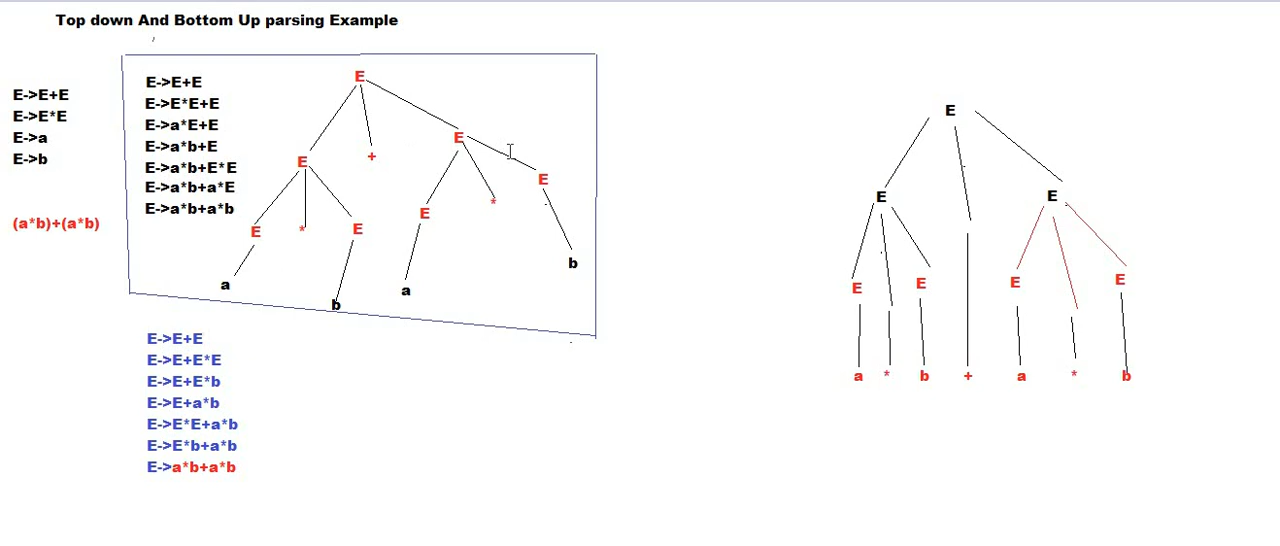 Top down And Bottom Up parsing Example
E->E+E
E->E*E
E->a
E->b
(a*b)+(a*b)
E->E+E
E->E*E+E
E->a*E+E
E->a*b+E
E->a*b+E*E
E->a*b+a*E
E->a*b+a*b
E
E
+
E
E
E
*
E
E
*
E
a
b
a
b
E->E+E
E->E+E*E
E->E+E*b
E->E+a*b
E->E*E+a*b
E->E*b+a*b
E->a*b+a*b
E
E
E
E
E
E
E
a * b + a * b